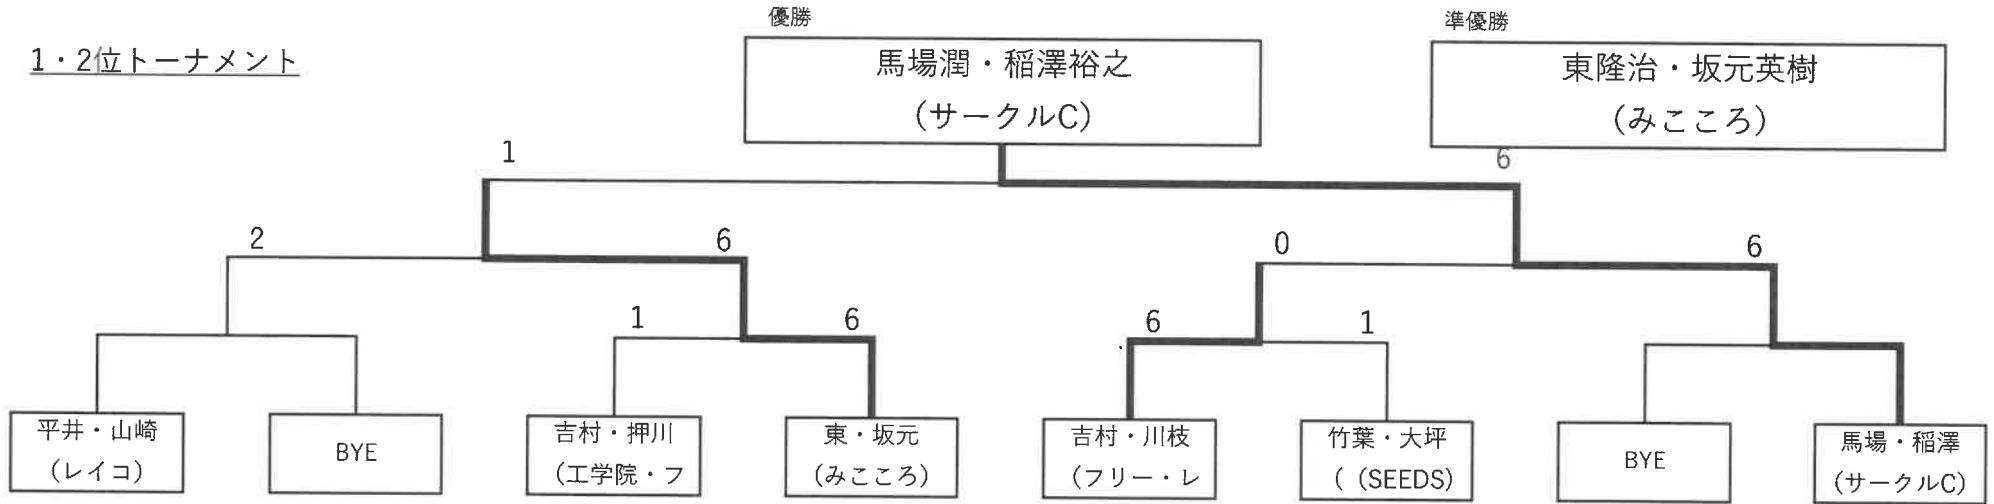 優勝
準優勝
1・2位トーナメント
馬場潤・稲澤裕之
（サークルC）
東隆治・坂元英樹
（みこころ）
1
6
2
6
0
6
1
6
6
1
平井・山崎
（レイコ）
BYE
吉村・押川
（工学院・フ
東・坂元
（みこころ）
吉村・川枝
（フリー・レ
竹葉・大坪
(（SEEDS)
BYE
馬場・稲澤
（サークルC）